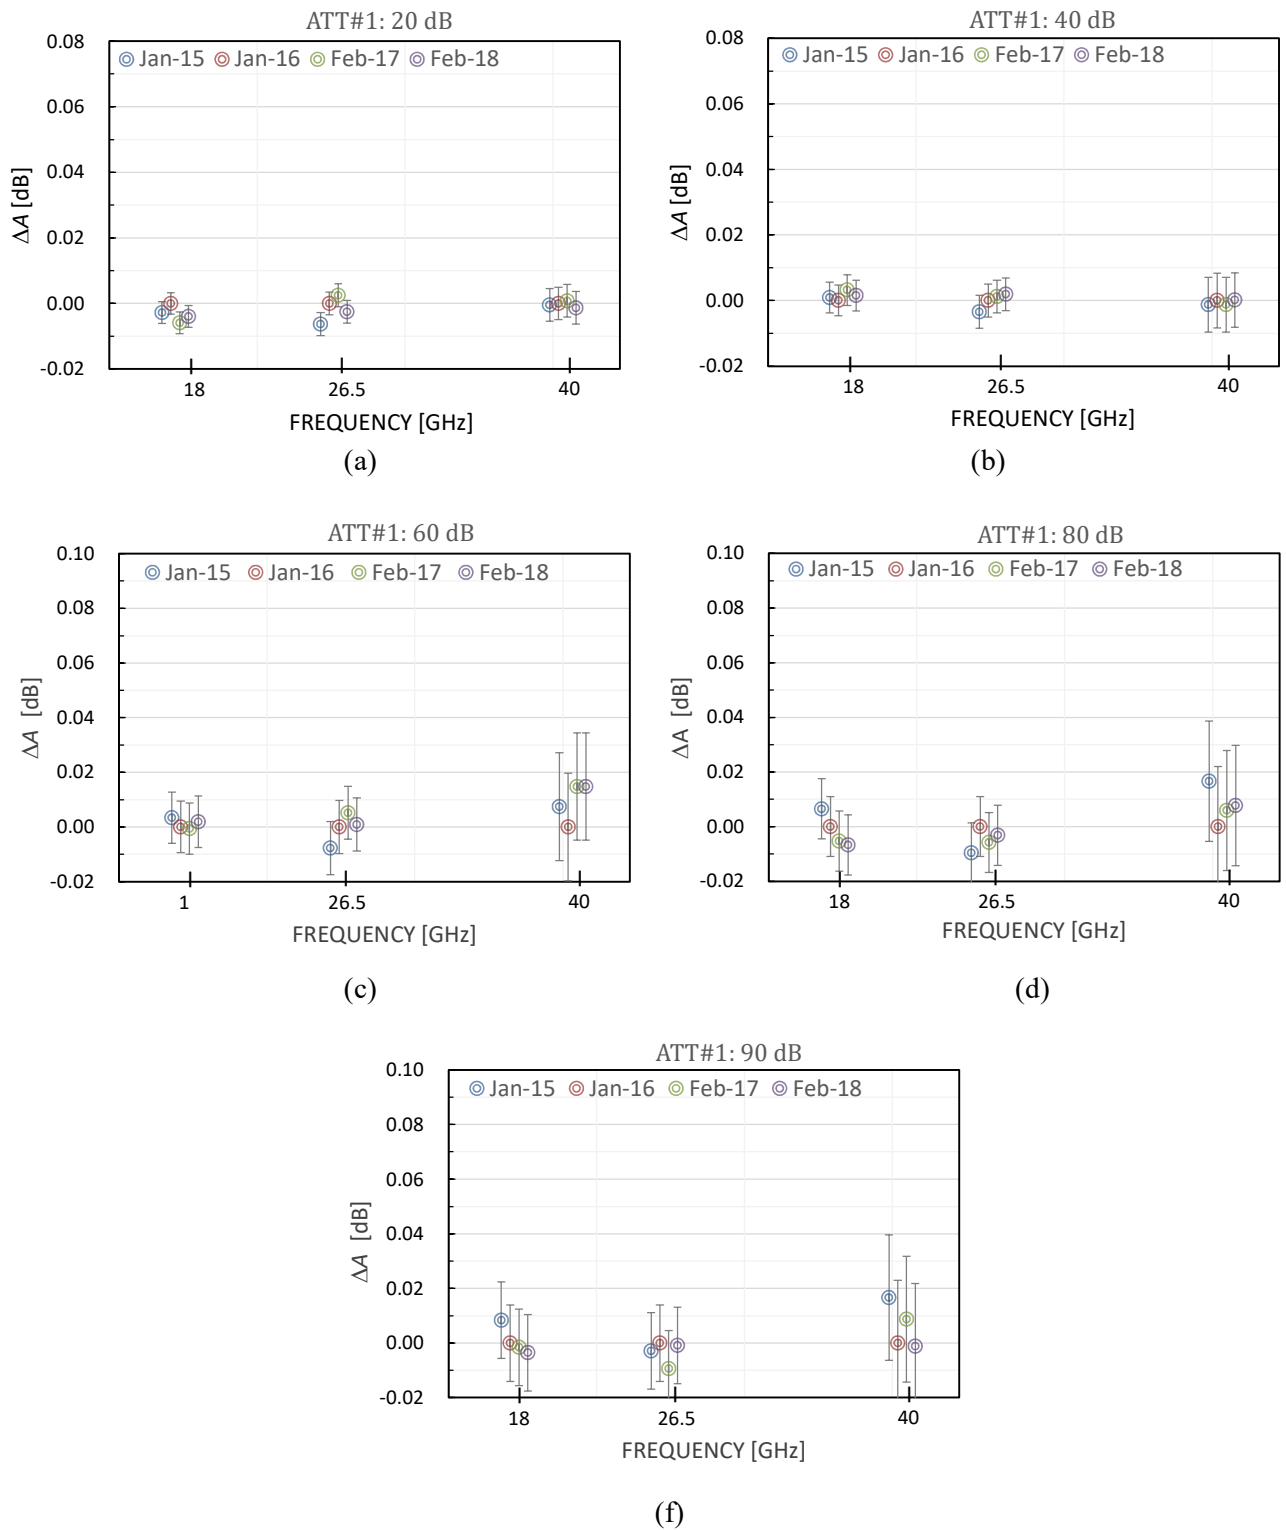 ATT#1: 20 dB
Jan-15 Jan-16 Feb-17 Feb-18
0.08
0.06
0.04
0.02
0.00
-0.02
ΔA [dB]
18 26.5 40
FREQUENCY [GHz]
(a)
ATT#1: 40 dB
Jan-15 Jan-16 Feb-17 Feb-18
0.08
0.06
0.04
0.02
0.00
-0.02
ΔA [dB]
18 26.5 40
FREQUENCY [GHz]
(b)
ATT#1: 60 dB
Jan-15 Jan-16 Feb-17 Feb-18
0.10
0.08
0.06
0.04
0.02
0.00
-0.02
ΔA [dB]
1 26.5 40
FREQUENCY [GHz]
(c)
ATT#1: 80 dB
Jan-15 Jan-16 Feb-17 Feb-18
0.10
0.08
0.06
0.04
0.02
0.00
-0.02
ΔA [dB]
18 26.5 40
FREQUENCY [GHz]
(d)
ATT#1: 90 dB
Jan-15 Jan-16 Feb-17 Feb-18
0.10
0.08
0.06
0.04
0.02
0.00
-0.02
ΔA [dB]
18 26.5 40
FREQUENCY [GHz]
(f)